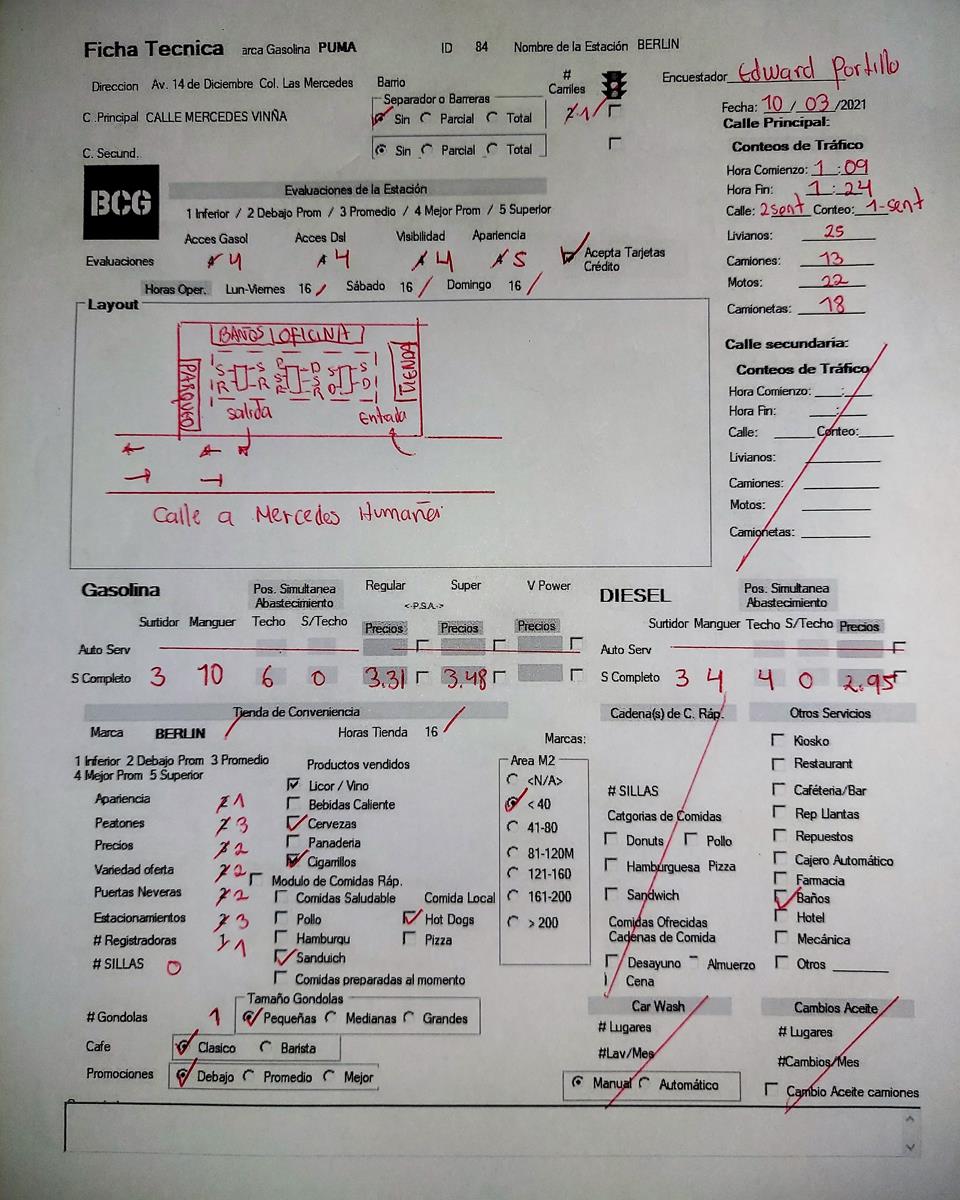 Ficha Tecnica arca Gasolina PUMA ID 84 Nombre de la Estación BERLIN
Encuestador Edward Portillo
Direccion Av. 14 de Diciembre Col. Las Mercedes Barrio # Carriles
Separador o Barreras
C .Principal CALLE MERCEDES VINÑA Sin Parcial Total 1
C. Secund. Sin Parcial Total
Fecha: 10 / 03 /2021
Calle Principal:
Conteos de Tráfico
Hora Comienzo: 1 : 09
Hora Fin: 1 : 24
Calle: 2sent Conteo: 1-sent
Livianos: 25
Camiones: 13
Motos: 22
Camionetas: 18
BCG
Evaluaciones de la Estación
1 Inferior / 2 Debajo Prom / 3 Promedio / 4 Mejor Prom / 5 Superior
Acces Gasol Acces Dsl Visibilidad Apariencia
Evaluaciones 4 4 4 5 Acepta Tarjetas Crédito
Horas Oper. Lun-Viernes 16 Sábado 16 Domingo 16
Layout
BAÑOS OFICINA
PARQUEO
TIENDA
S S D D S S
R R S S D D
R R
Salida Entada
Calle a Mercedes Humañer
Calle secundaria:
Conteos de Tráfico
Hora Comienzo: :
Hora Fin: :
Calle: Conteo:
Livianos:
Camiones:
Motos:
Camionetas:
Gasolina Pos. Simultanea Abastecimiento Regular Super V Power
<-P.S.A.->
Surtidor Manguer Techo S/Techo Precios Precios Precios
Auto Serv
S Completo 3 10 6 0 3.31 3.48
DIESEL Pos. Simultanea Abastecimiento
Surtidor Manguer Techo S/Techo Precios
Auto Serv
S Completo 3 4 4 0 2.95
Tienda de Conveniencia
Marca BERLIN Horas Tienda 16
Marcas:
1 Inferior 2 Debajo Prom 3 Promedio
4 Mejor Prom 5 Superior
Apariencia 1
Peatones 3
Precios 2
Variedad oferta 2
Puertas Neveras 2
Estacionamientos 3
# Registradoras 1
# SILLAS 0
Productos vendidos
Licor / Vino
Bebidas Caliente
Cervezas
Panaderia
Cigarrillos
Modulo de Comidas Ráp.
Comidas Saludable Comida Local
Pollo Hot Dogs
Hamburqu Pizza
Sanduich
Comidas preparadas al momento
Area M2
<N/A>
< 40
41-80
81-120M
121-160
161-200
> 200
# Gondolas 1
Tamaño Gondolas
Pequeñas Medianas Grandes
Cafe Clasico Barista
Promociones Debajo Promedio Mejor
Cadena(s) de C. Ráp.
# SILLAS
Catgorias de Comidas
Donuts Pollo
Hamburguesa Pizza
Sandwich
Comidas Ofrecidas
Cadenas de Comida
Desayuno Almuerzo
Cena
Otros Servicios
Kiosko
Restaurant
Caféteria/Bar
Rep Llantas
Repuestos
Cajero Automático
Farmacia
Baños
Hotel
Mecánica
Otros
Car Wash
# Lugares
#Lav/Mes
Manual Automático
Cambios Aceite
# Lugares
#Cambios/Mes
Cambio Aceite camiones